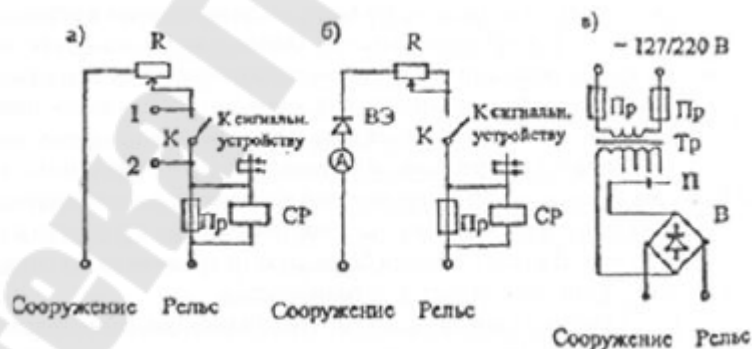 а)
R
1
К
2
К сигнальн.
устройству
Пр
СР
Сооружение Рельс
б)
R
ВЭ
А
К
К сигнальн.
устройству
Пр
СР
Сооружение Рельс
в)
~ 127/220 В
Пр
Пр
Тр
П
В
Сооружение Рельс